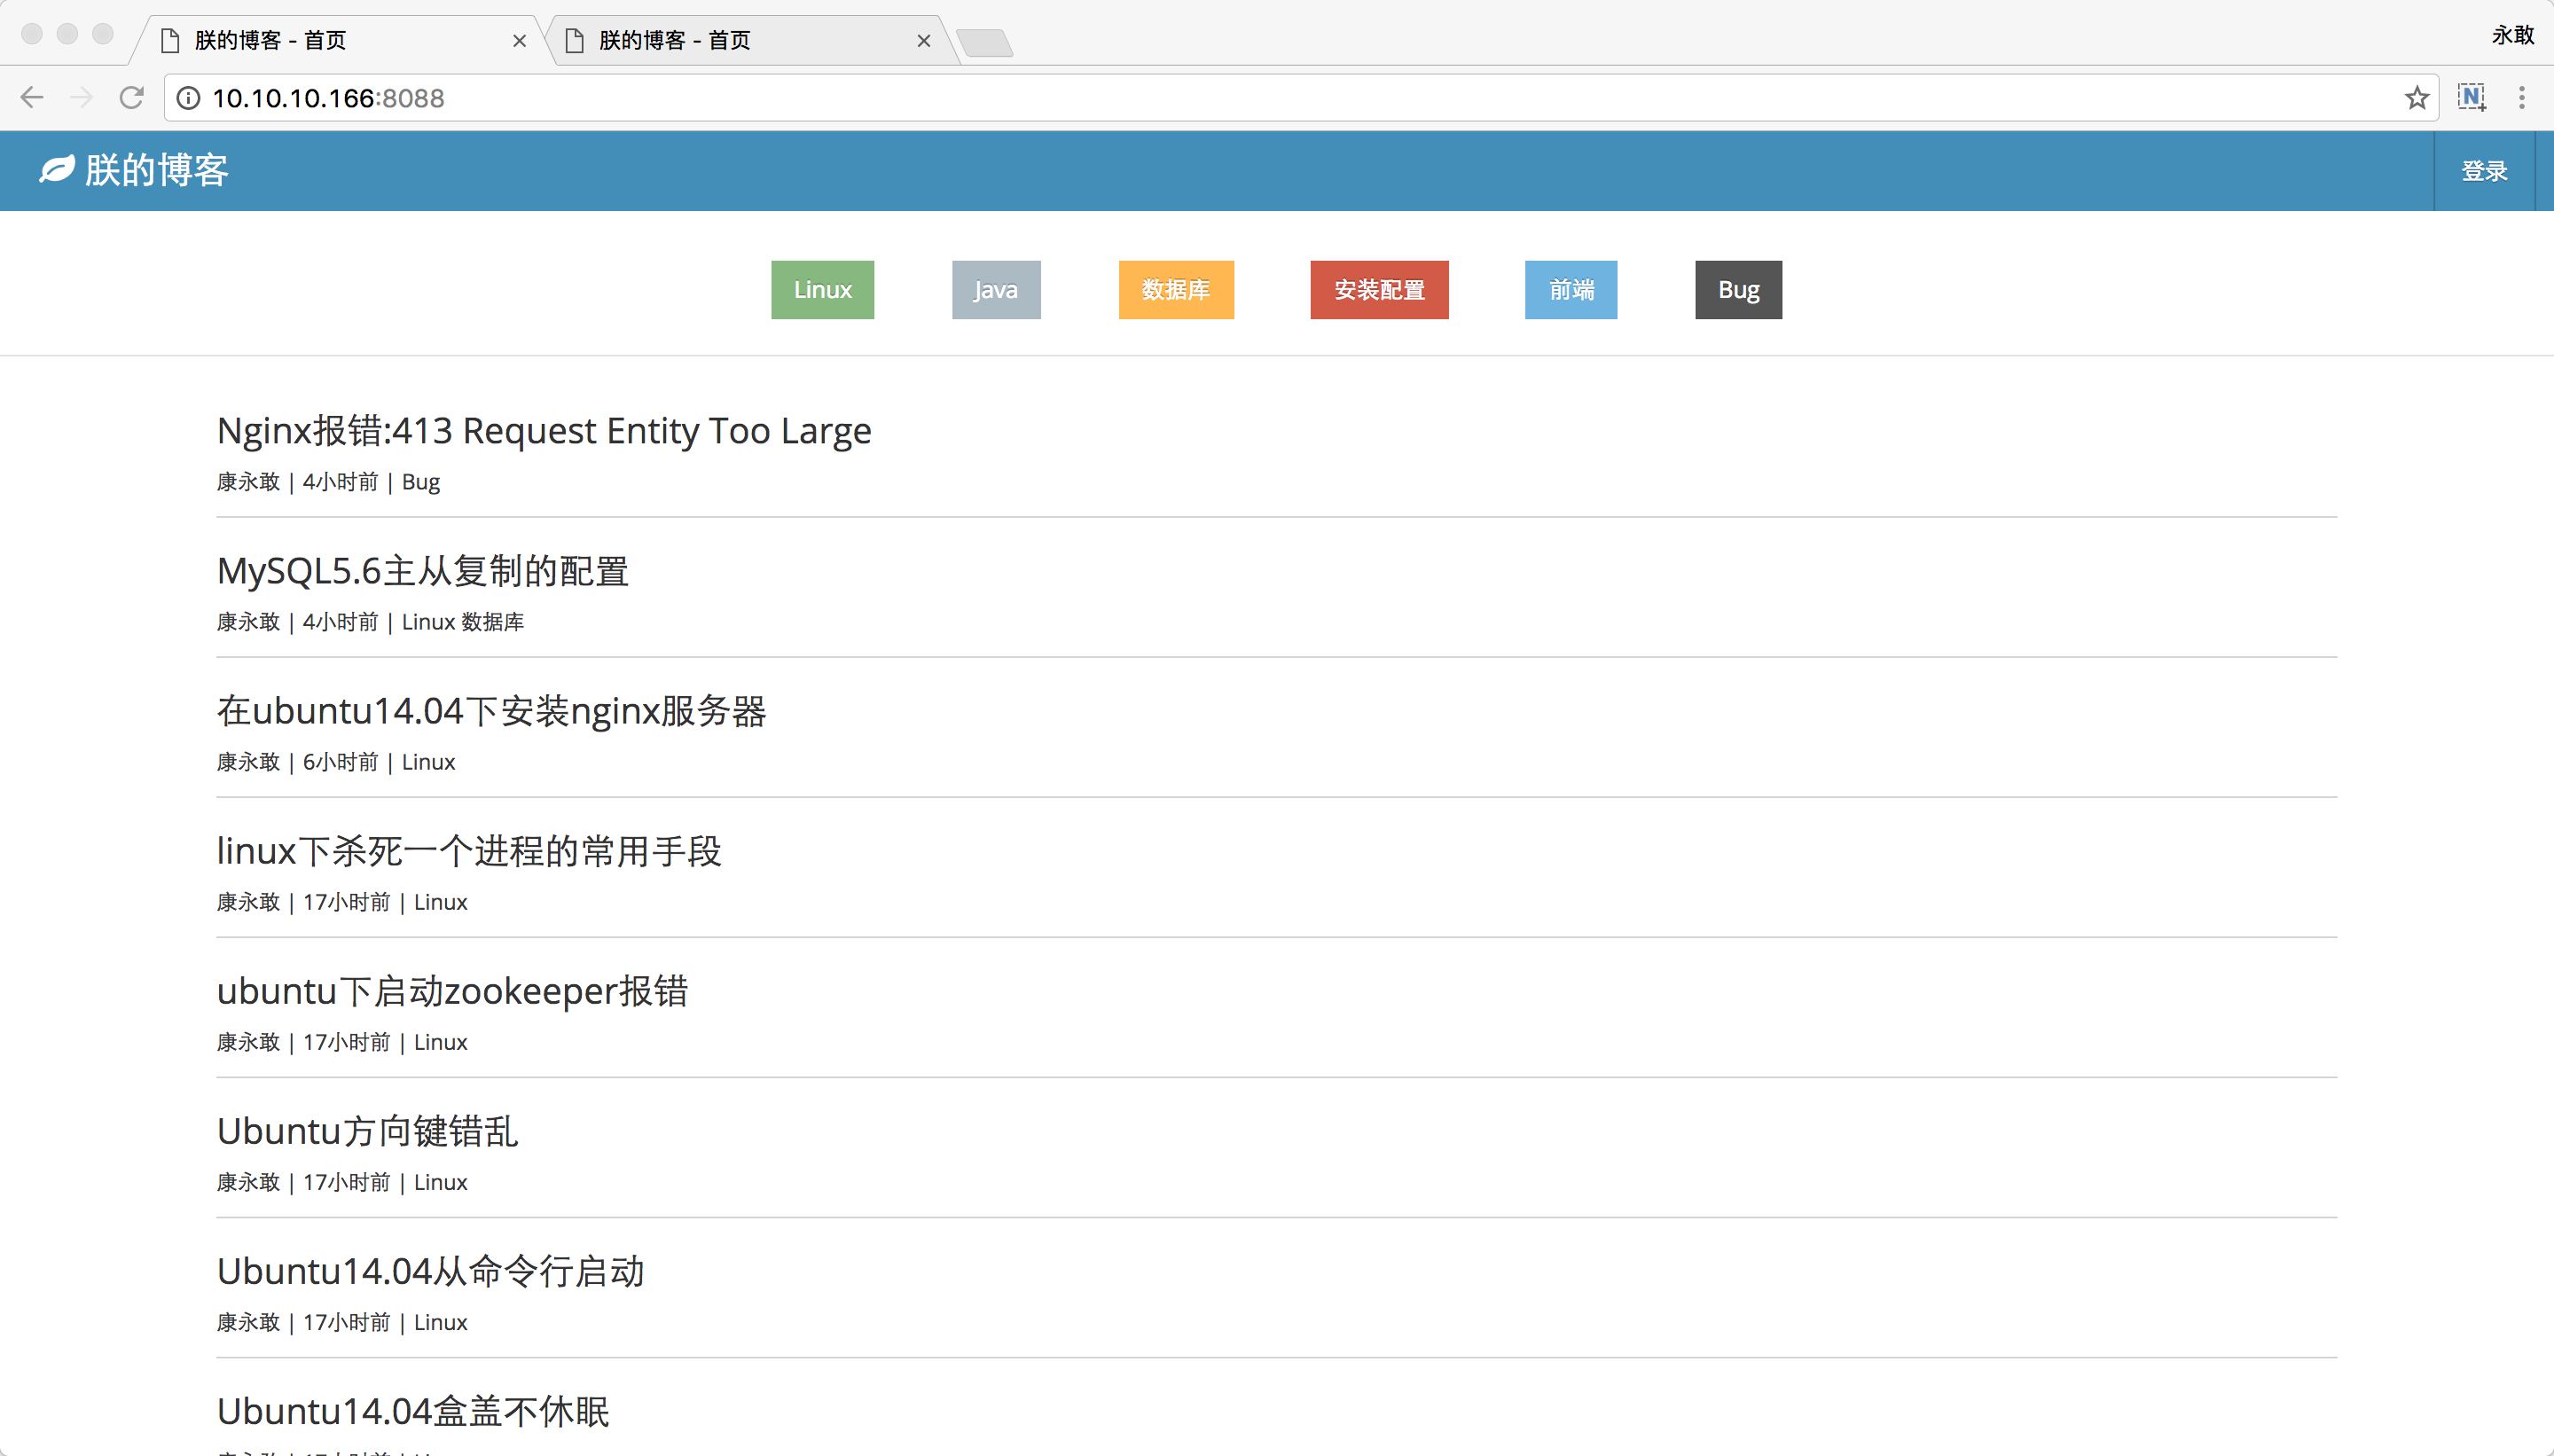 朕的博客 - 首页
朕的博客 - 首页
永敢
10.10.10.166:8088
朕的博客
登录
Linux
Java
数据库
安装配置
前端
Bug
Nginx报错:413 Request Entity Too Large
康永敢 | 4小时前 | Bug
MySQL5.6主从复制的配置
康永敢 | 4小时前 | Linux 数据库
在ubuntu14.04下安装nginx服务器
康永敢 | 6小时前 | Linux
linux下杀死一个进程的常用手段
康永敢 | 17小时前 | Linux
ubuntu下启动zookeeper报错
康永敢 | 17小时前 | Linux
Ubuntu方向键错乱
康永敢 | 17小时前 | Linux
Ubuntu14.04从命令行启动
康永敢 | 17小时前 | Linux
Ubuntu14.04盒盖不休眠